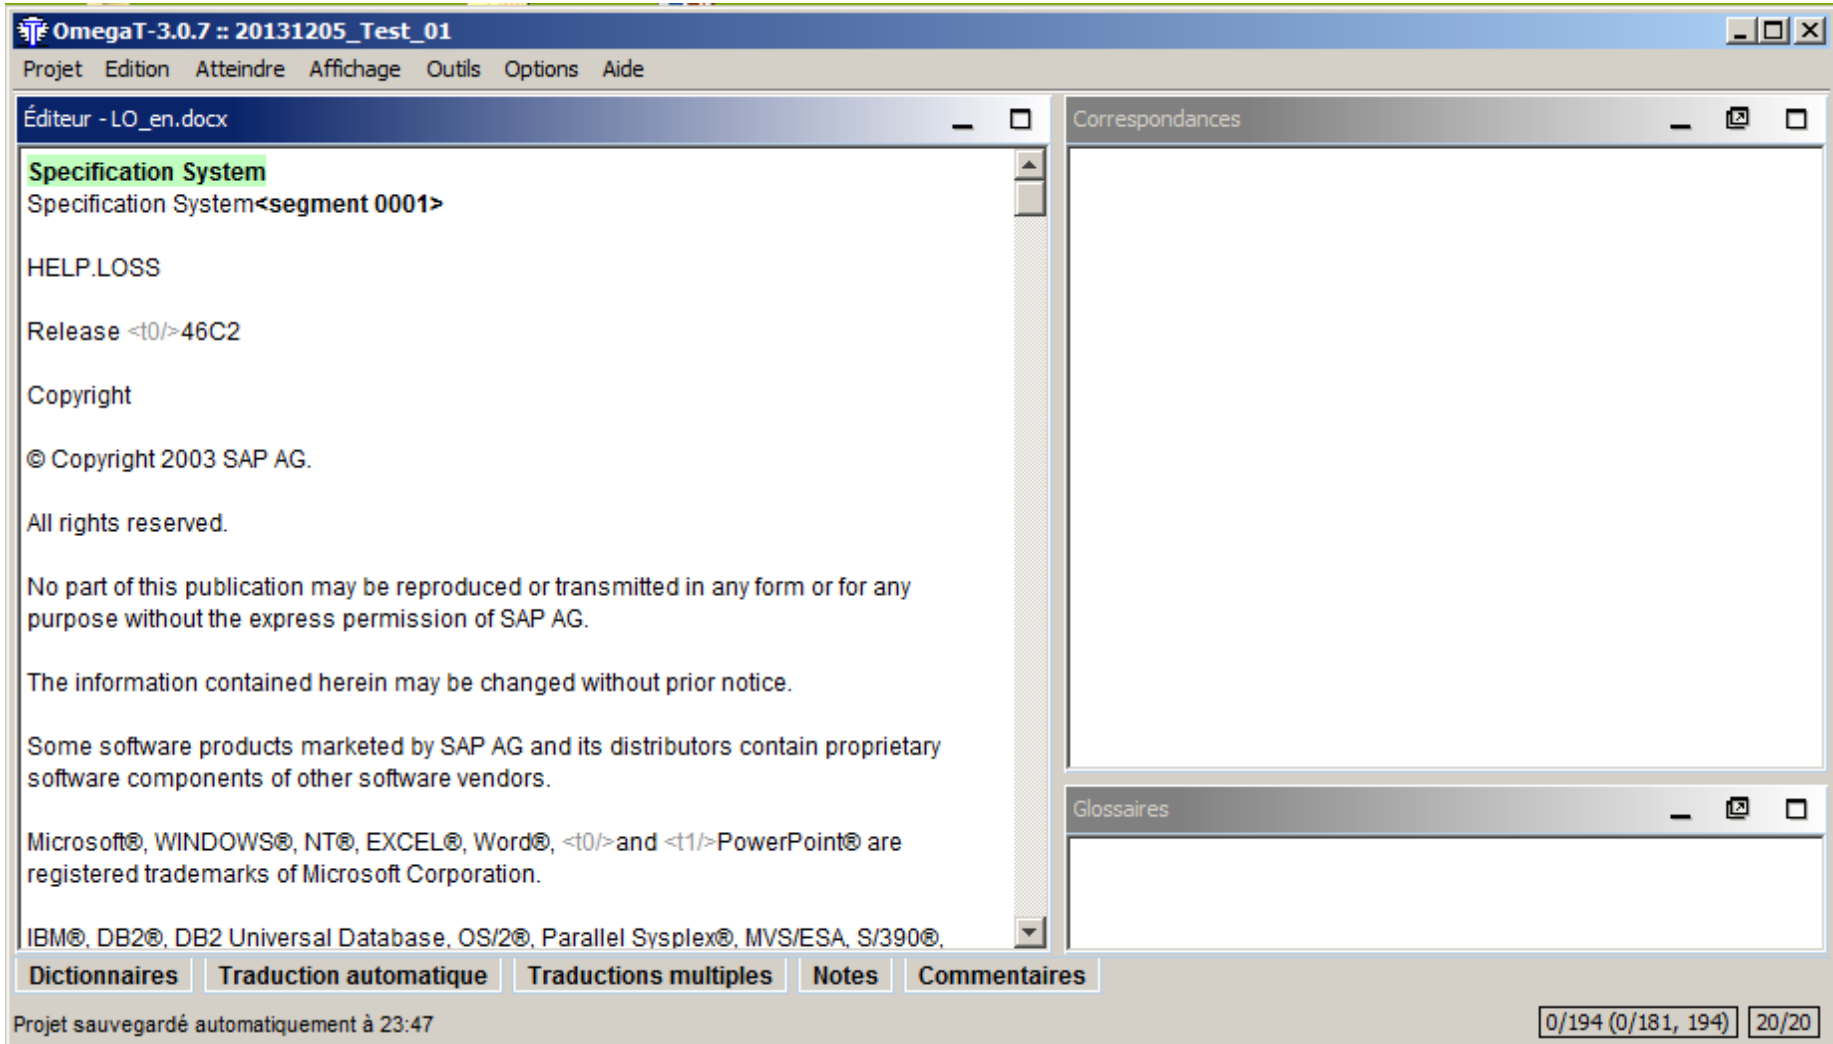 OmegaT-3.0.7 :: 20131205_Test_01
Projet Edition Atteindre Affichage Outils Options Aide
Éditeur - LO_en.docx
Specification System
Specification System<segment 0001>
HELP.LOSS
Release <t0/>46C2
Copyright
© Copyright 2003 SAP AG.
All rights reserved.
No part of this publication may be reproduced or transmitted in any form or for any
purpose without the express permission of SAP AG.
The information contained herein may be changed without prior notice.
Some software products marketed by SAP AG and its distributors contain proprietary
software components of other software vendors.
Microsoft®, WINDOWS®, NT®, EXCEL®, Word®, <t0/>and <t1/>PowerPoint® are
registered trademarks of Microsoft Corporation.
IBM®, DB2®, DB2 Universal Database, OS/2®, Parallel Sysplex®, MVS/ESA, S/390®,
Correspondances
Glossaires
Dictionnaires Traduction automatique Traductions multiples Notes Commentaires
Projet sauvegardé automatiquement à 23:47
0/194 (0/181, 194) 20/20